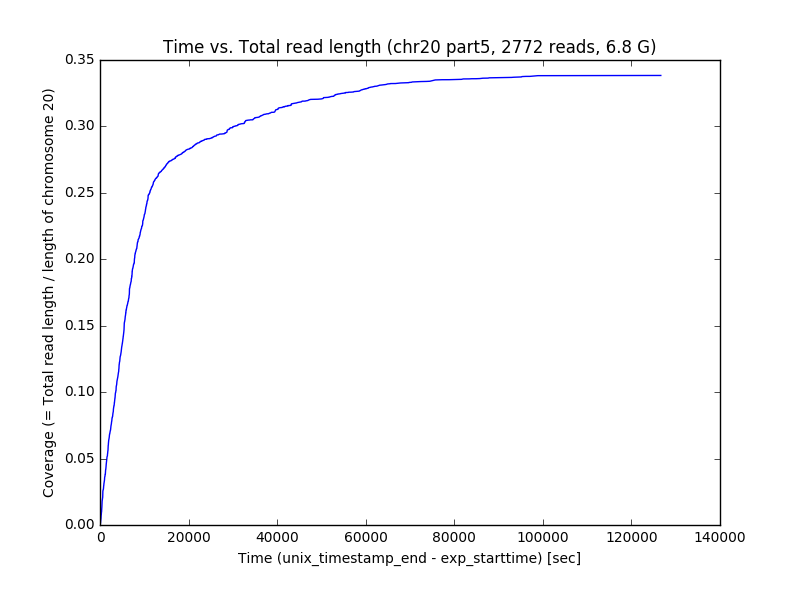 Time vs. Total read length (chr20 part5, 2772 reads, 6.8 G)
Coverage (= Total read length / length of chromosome 20)
0.35
0.30
0.25
0.20
0.15
0.10
0.05
0.00
0 20000 40000 60000 80000 100000 120000 140000
Time (unix_timestamp_end - exp_starttime) [sec]